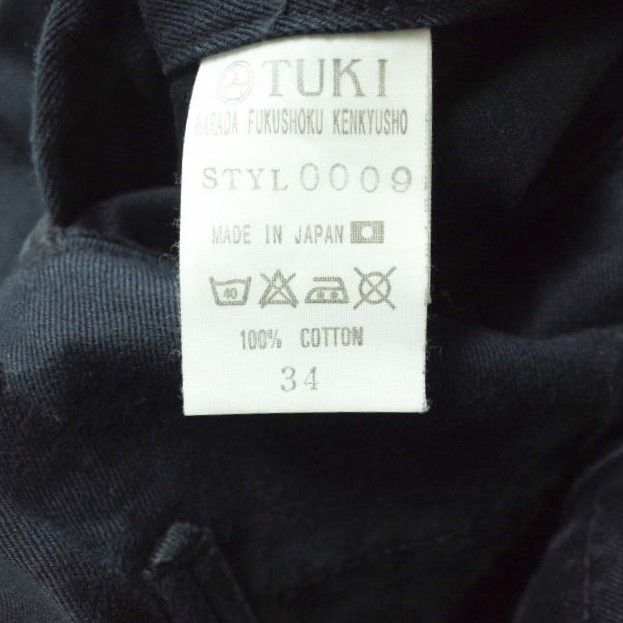 TUKI
HARADA FUKUSHOKU KENKYUSHO
STYL0009
MADE IN JAPAN
40
100% COTTON
34